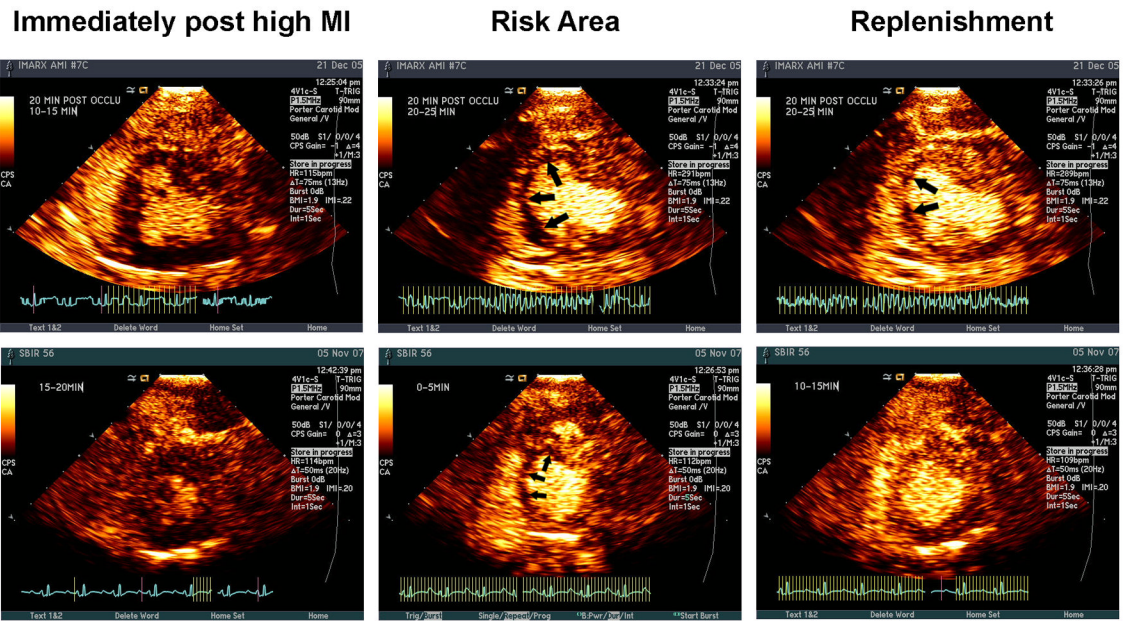 Immediately post high MI
Risk Area
Replenishment
IMARX AMI #7C 21 Dec 05
12:25:04 pm
4V1c-S T-TRIG
P1.5MHz 90mm
Porter Carotid Mod
General /V
20 MIN POST OCCLU
10-15 MIN
50dB S1/ 0/0/ 4
CPS Gain= -1 Δ=4
+1/M:3
Store in progress
HR=115bpm
ΔT=75ms (13Hz)
Burst 0dB
BMI=1.9 IMI=.22
Dur=5Sec
Int=1Sec
CPS
CA
Text 1&2 Delete Word Home Set Home
IMARX AMI #7C 21 Dec 05
12:33:24 pm
4V1c-S T-TRIG
P1.5MHz 90mm
Porter Carotid Mod
General /V
20 MIN POST OCCLU
20-25 MIN
50dB S1/ 0/0/ 4
CPS Gain= -1 Δ=4
+1/M:3
Store in progress
HR=291bpm
ΔT=75ms (13Hz)
Burst 0dB
BMI=1.9 IMI=.22
Dur=5Sec
Int=1Sec
CPS
CA
Text 1&2 Delete Word Home Set Home
IMARX AMI #7C 21 Dec 05
12:33:26 pm
4V1c-S T-TRIG
P1.5MHz 90mm
Porter Carotid Mod
General /V
20 MIN POST OCCLU
20-25 MIN
50dB S1/ 0/0/ 4
CPS Gain= -1 Δ=4
+1/M:3
Store in progress
HR=289bpm
ΔT=75ms (13Hz)
Burst 0dB
BMI=1.9 IMI=.22
Dur=5Sec
Int=1Sec
CPS
CA
Text 1&2 Delete Word Home Set Home
SBIR 56 05 Nov 07
12:42:39 pm
4V1c-S T-TRIG
P1.5MHz 90mm
Porter Carotid Mod
General /V
15-20MIN
50dB S1/ 0/0/ 4
CPS Gain= 0 Δ=3
+1/M:3
Store in progress
HR=114bpm
ΔT=50ms (20Hz)
Burst 0dB
BMI=1.9 IMI=.20
Dur=5Sec
Int=1Sec
CPS
CA
Text 1&2 Delete Word Home Set Home
SBIR 56 05 Nov 07
12:26:53 pm
4V1c-S T-TRIG
P1.5MHz 90mm
Porter Carotid Mod
General /V
0-5MIN
50dB S1/ 0/0/ 4
CPS Gain= 0 Δ=3
+1/M:3
Store in progress
HR=112bpm
ΔT=50ms (20Hz)
Burst 0dB
BMI=1.9 IMI=.20
Dur=5Sec
Int=1Sec
CPS
CA
Trig/Burst Single/Repeat/Prog B:Pwr/Dur/Int Start Burst
SBIR 56 05 Nov 07
12:36:28 pm
4V1c-S T-TRIG
P1.5MHz 90mm
Porter Carotid Mod
General /V
10-15MIN
50dB S1/ 0/0/ 4
CPS Gain= 0 Δ=3
+1/M:3
Store in progress
HR=109bpm
ΔT=50ms (20Hz)
Burst 0dB
BMI=1.9 IMI=.20
Dur=5Sec
Int=1Sec
CPS
CA
Text 1&2 Delete Word Home Set Home